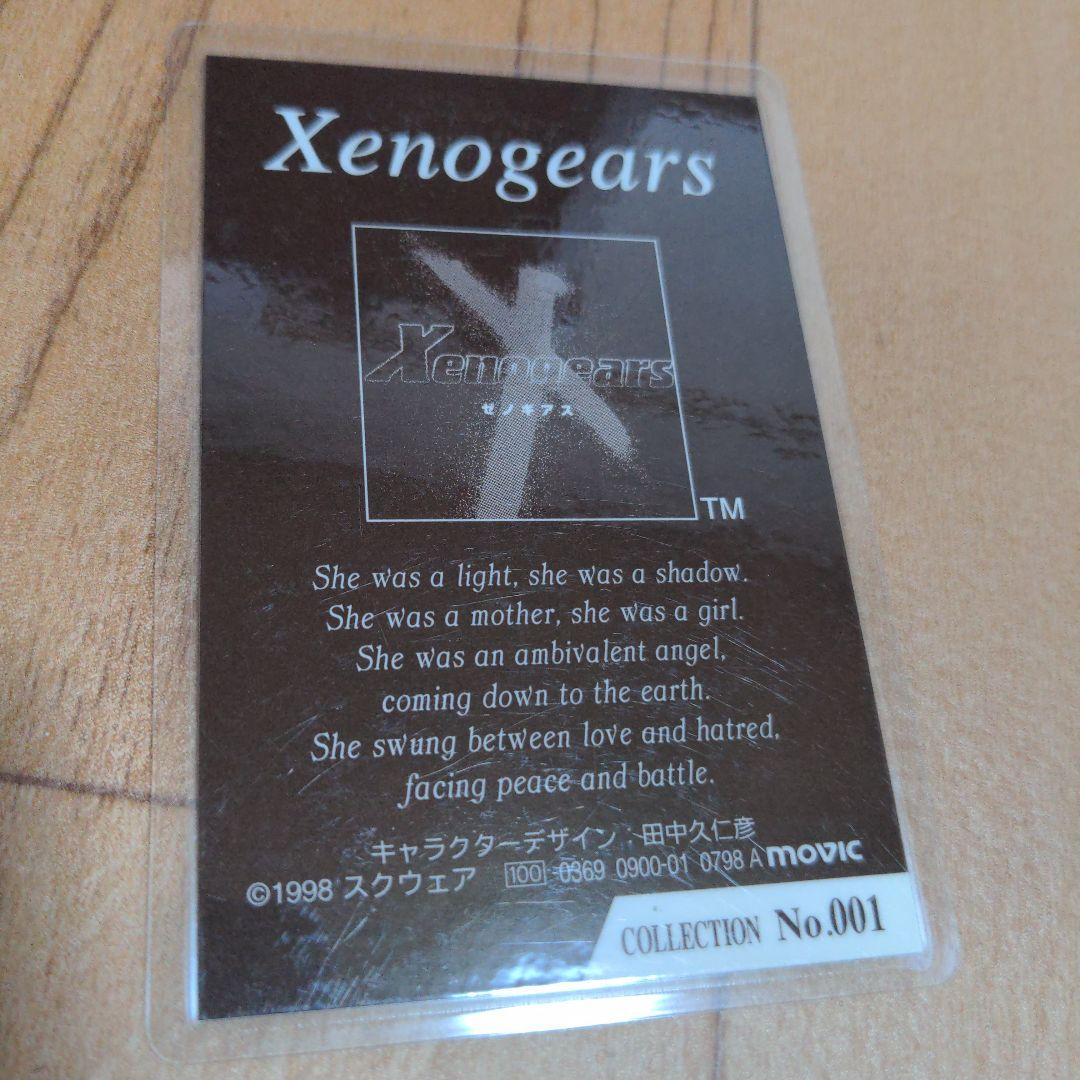 Xenogears
Xenogears
ゼノギアス
TM
She was a light, she was a shadow.
She was a mother, she was a girl.
She was an ambivalent angel,
coming down to the earth.
She swung between love and hatred,
facing peace and battle.
キャラクターデザイン・田中久仁彦
©1998 スクウェア 100 0369 0900-01 0798 A movic
COLLECTION No.001